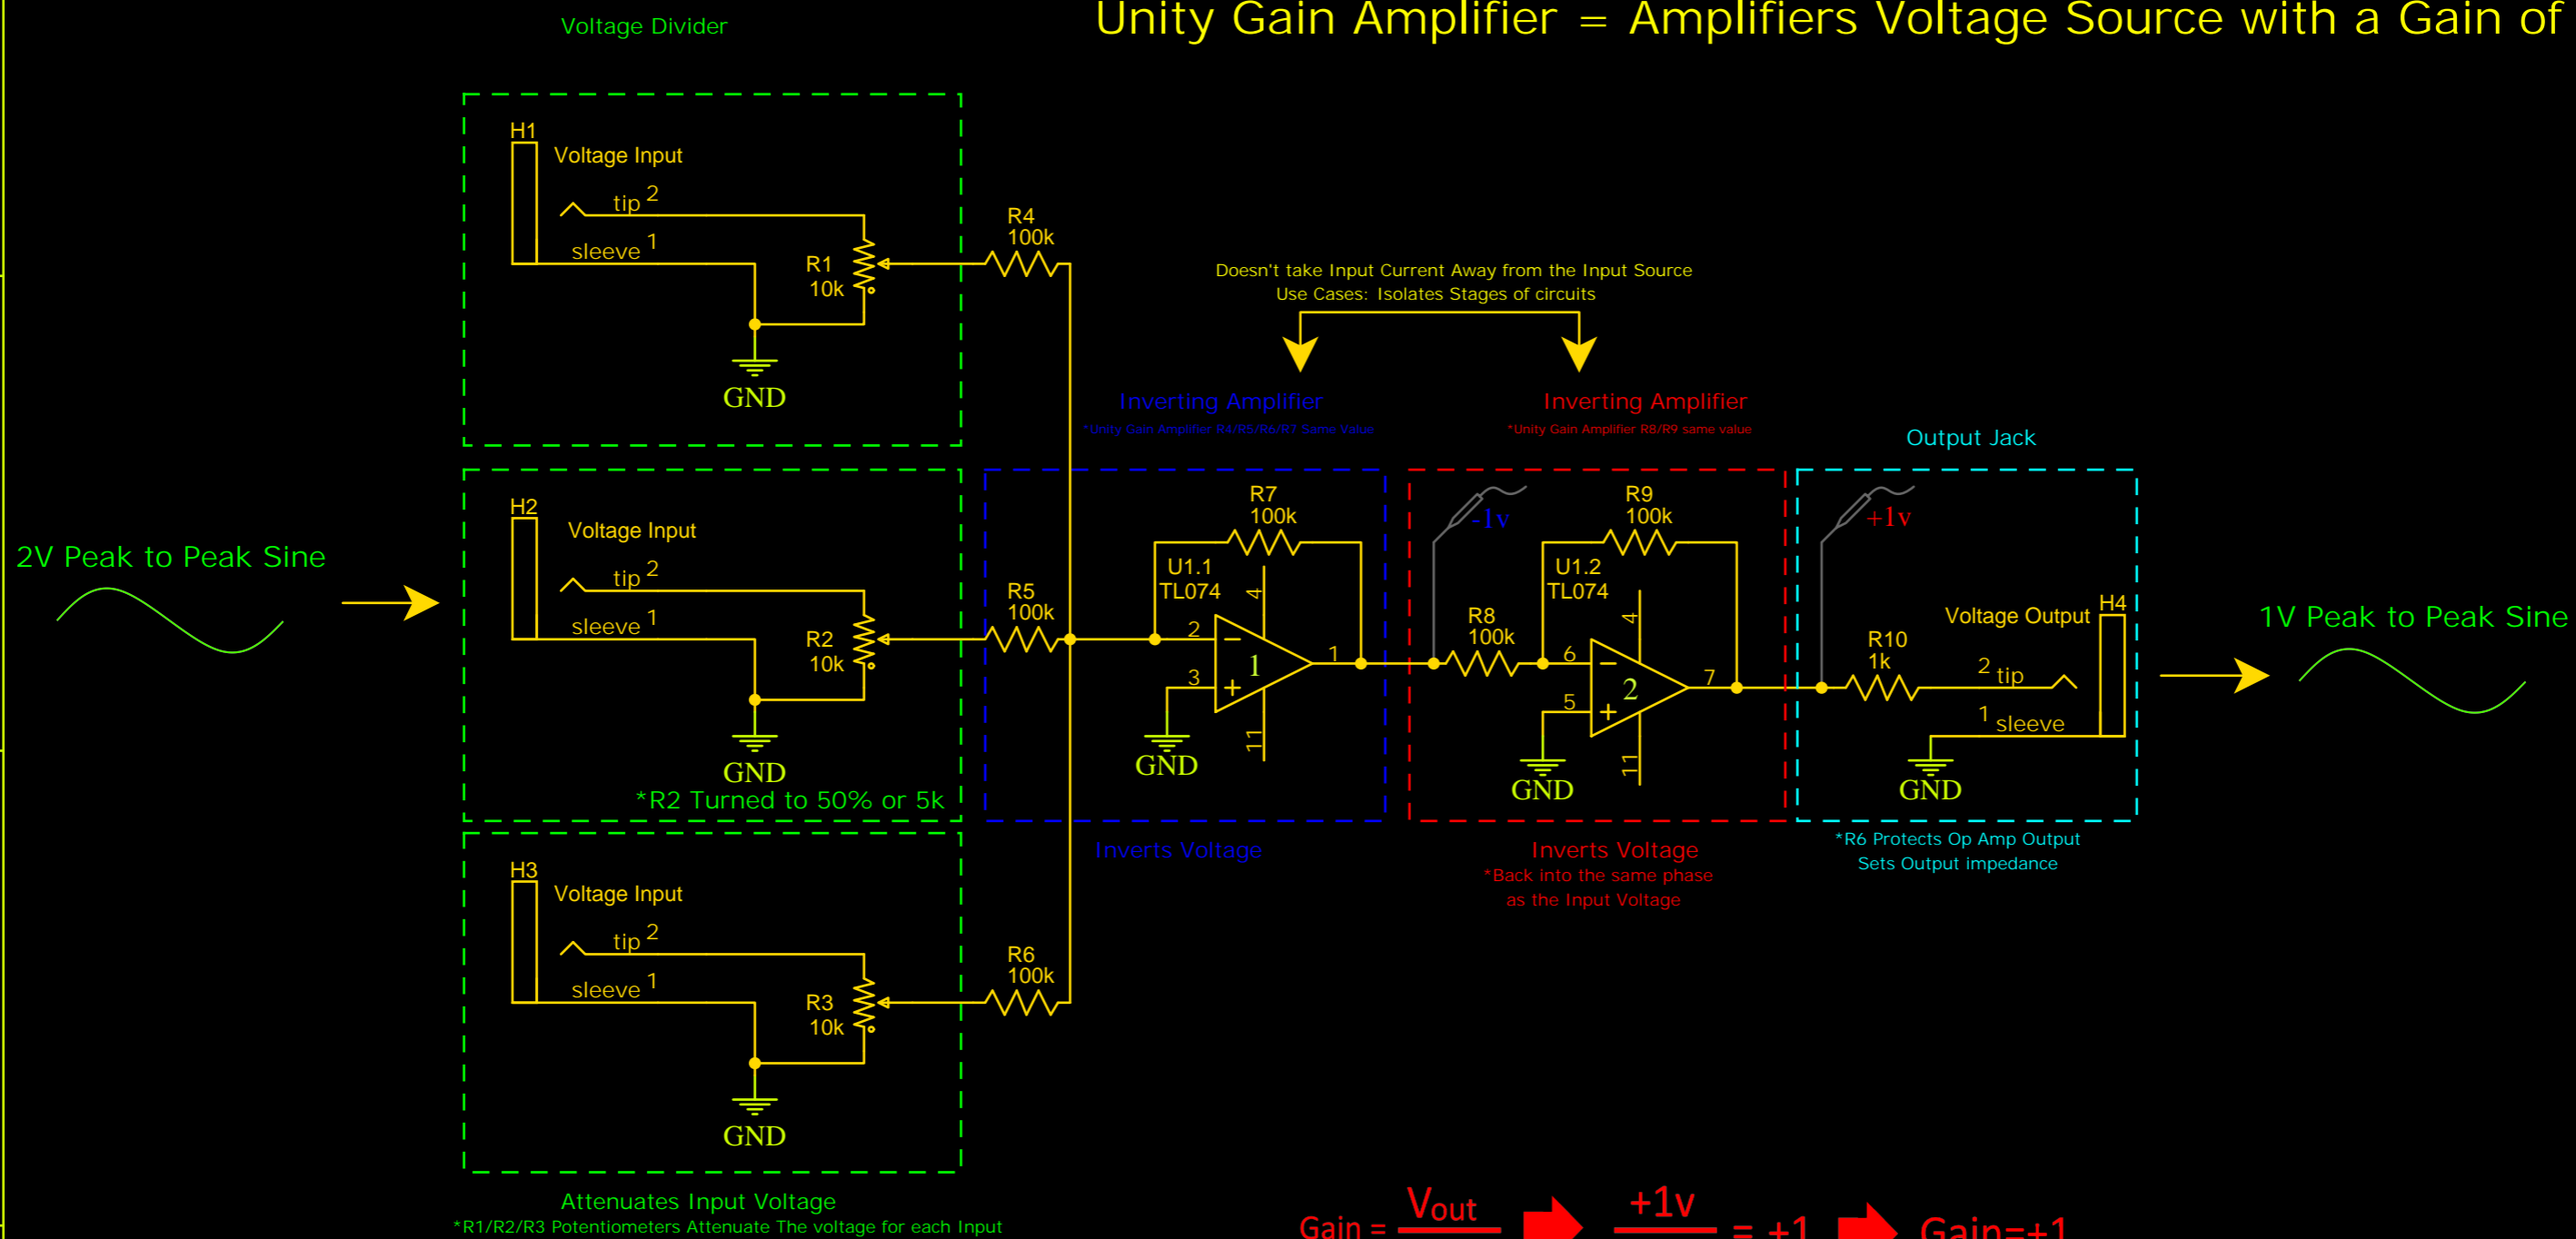 Voltage Divider
Unity Gain Amplifier = Amplifiers Voltage Source with a Gain of
H1
Voltage Input
tip 2
sleeve 1
R1
10k
GND
R4
100k
Doesn't take Input Current Away from the Input Source
Use Cases: Isolates Stages of circuits
Inverting Amplifier
*Unity Gain Amplifier R4/R5/R6/R7 Same Value
Inverting Amplifier
*Unity Gain Amplifier R8/R9 same value
Output Jack
2V Peak to Peak Sine
H2
Voltage Input
tip 2
sleeve 1
R2
10k
GND
*R2 Turned to 50% or 5k
R5
100k
R7
100k
U1.1
TL074
4
2
3
1
1
11
GND
Inverts Voltage
-1v
R8
100k
R9
100k
U1.2
TL074
4
6
5
2
7
11
GND
Inverts Voltage
*Back into the same phase
as the Input Voltage
+1v
R10
1k
Voltage Output
H4
2 tip
1 sleeve
GND
*R6 Protects Op Amp Output
Sets Output impedance
1V Peak to Peak Sine
H3
Voltage Input
tip 2
sleeve 1
R3
10k
GND
R6
100k
Attenuates Input Voltage
*R1/R2/R3 Potentiometers Attenuate The voltage for each Input
Gain = Vout
+1v
= +1
Gain=+1